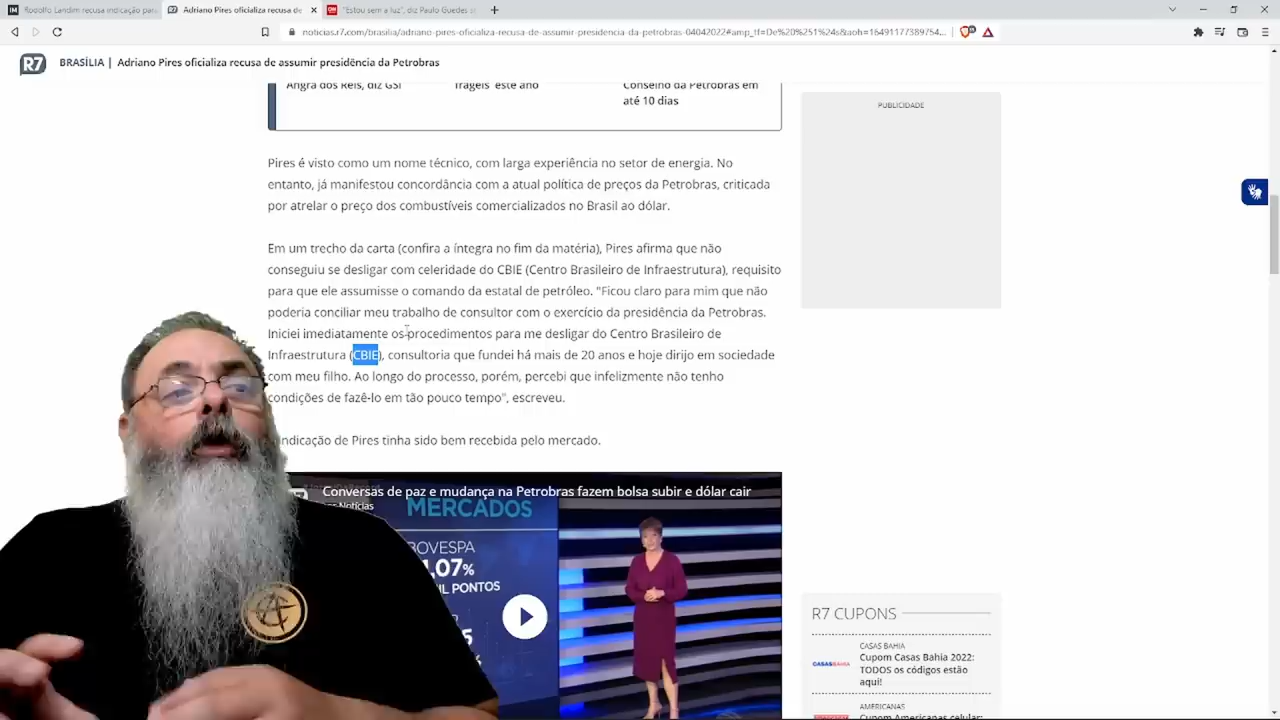 Rodolfo Landim recusa indicação para
Adriano Pires oficializa recusa de
"Estou sem a luz", diz Paulo Guedes s
noticias.r7.com/brasilia/adriano-pires-oficializa-recusa-de-assumir-presidencia-da-petrobras-04042022#amp_tf=De%20%251%24s&aoh=16491177389754...
R7
BRASÍLIA | Adriano Pires oficializa recusa de assumir presidência da Petrobras
Angra dos Reis, diz GSI
frágeis' este ano
Conselho da Petrobras em
até 10 dias
PUBLICIDADE
Pires é visto como um nome técnico, com larga experiência no setor de energia. No
entanto, já manifestou concordância com a atual política de preços da Petrobras, criticada
por atrelar o preço dos combustíveis comercializados no Brasil ao dólar.
Em um trecho da carta (confira a íntegra no fim da matéria), Pires afirma que não
conseguiu se desligar com celeridade do CBIE (Centro Brasileiro de Infraestrutura), requisito
para que ele assumisse o comando da estatal de petróleo. "Ficou claro para mim que não
poderia conciliar meu trabalho de consultor com o exercício da presidência da Petrobras.
Iniciei imediatamente os procedimentos para me desligar do Centro Brasileiro de
Infraestrutura (CBIE), consultoria que fundei há mais de 20 anos e hoje dirijo em sociedade
com meu filho. Ao longo do processo, porém, percebi que infelizmente não tenho
condições de fazê-lo em tão pouco tempo", escreveu.
indicação de Pires tinha sido bem recebida pelo mercado.
Conversas de paz e mudança na Petrobras fazem bolsa subir e dólar cair
Notícias
MERCADOS
OVESPA
,07%
PONTOS
R7 CUPONS
CASAS BAHIA
CASASBAHIA
Cupom Casas Bahia 2022:
TODOS os códigos estão
aqui!
AMERICANAS
Cupom Americanas celular: